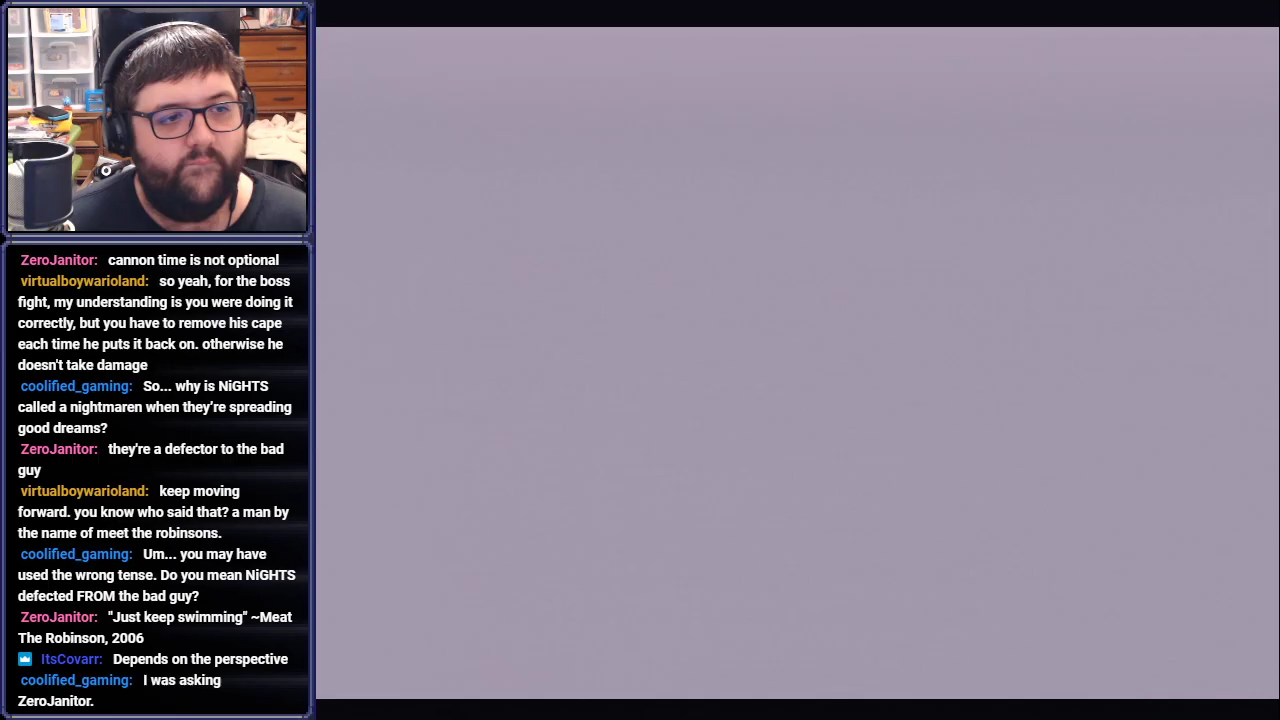 ZeroJanitor: cannon time is not optional
virtualboywarioland: so yeah, for the boss
fight, my understanding is you were doing it
correctly, but you have to remove his cape
each time he puts it back on. otherwise he
doesn't take damage
coolified_gaming: So... why is NiGHTS
called a nightmaren when they're spreading
good dreams?
ZeroJanitor: they're a defector to the bad
guy
virtualboywarioland: keep moving
forward. you know who said that? a man by
the name of meet the robinsons.
coolified_gaming: Um... you may have
used the wrong tense. Do you mean NiGHTS
defected FROM the bad guy?
ZeroJanitor: "Just keep swimming" ~Meat
The Robinson, 2006
ItsCovarr: Depends on the perspective
coolified_gaming: I was asking
ZeroJanitor.